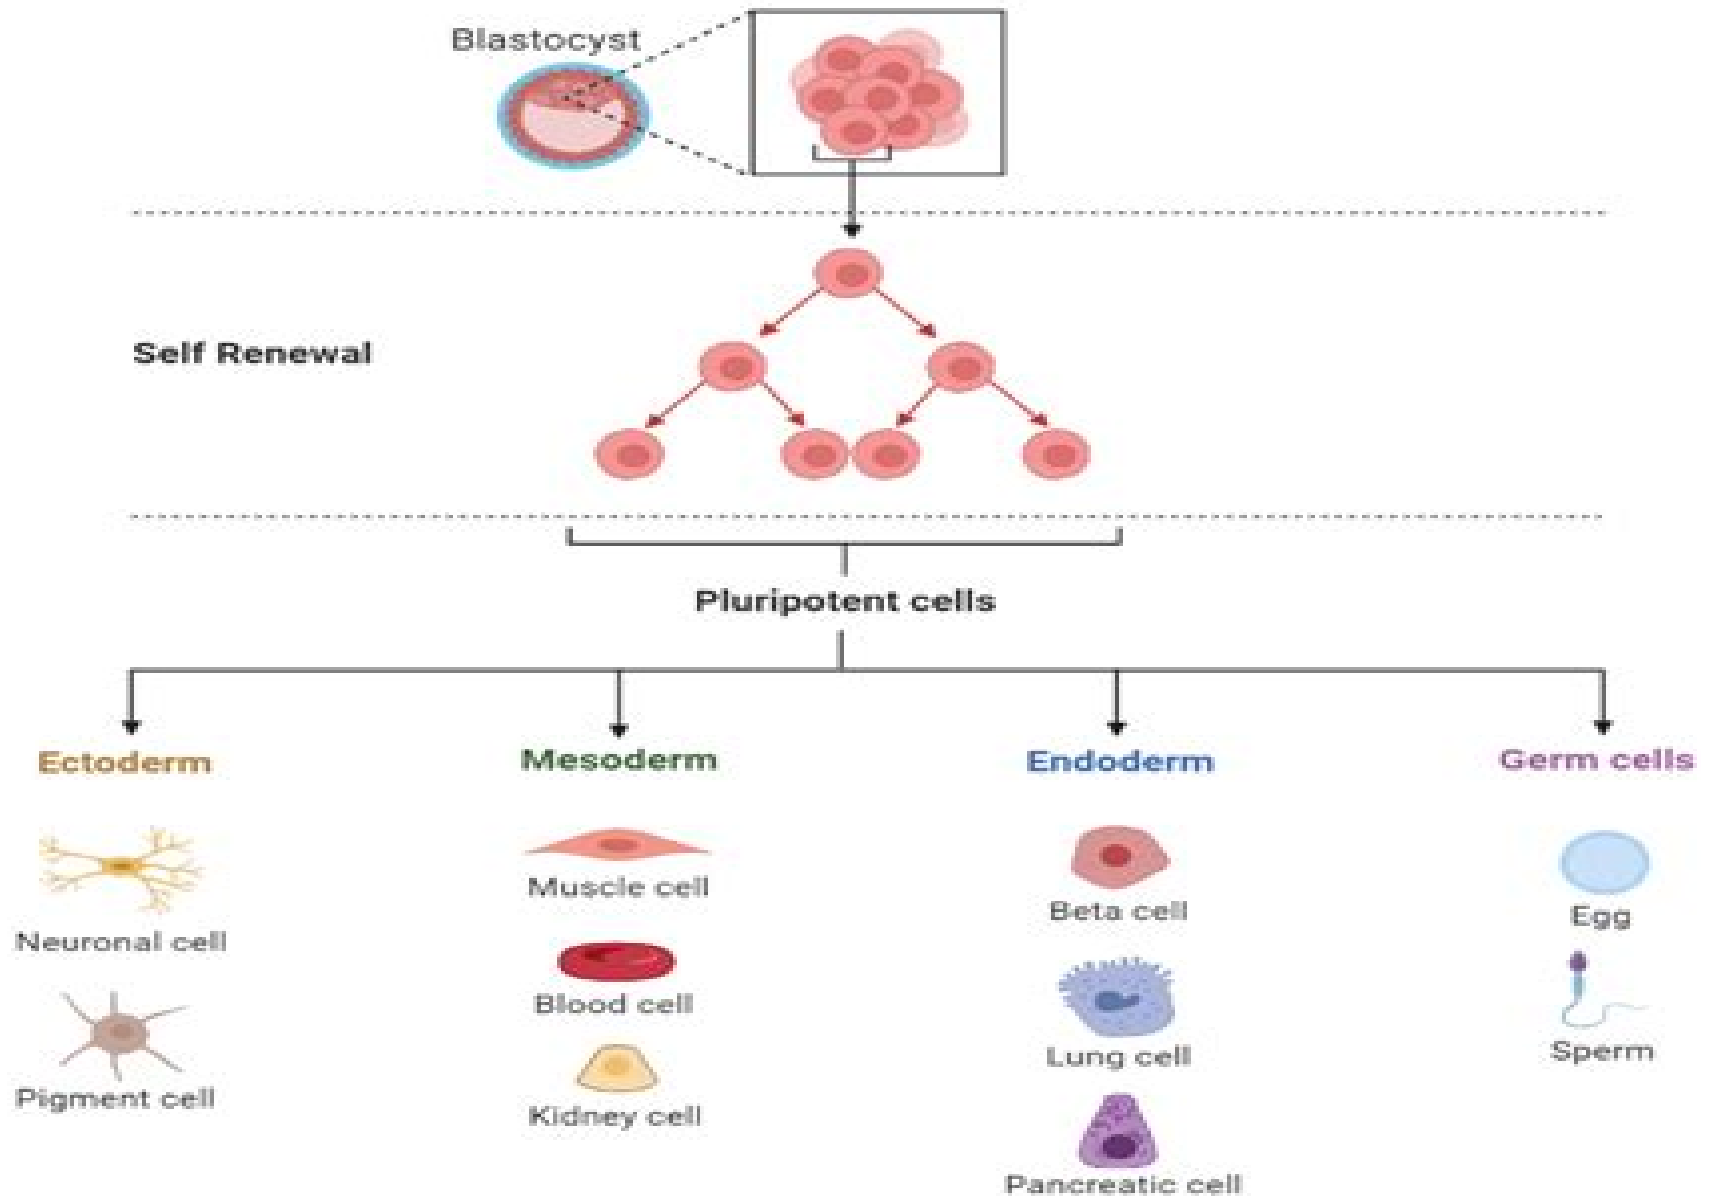 Blastocyst
Self Renewal
Pluripotent cells
Ectoderm
Mesoderm
Endoderm
Germ cells
Neuronal cell
Pigment cell
Muscle cell
Blood cell
Kidney cell
Beta cell
Lung cell
Pancreatic cell
Egg
Sperm